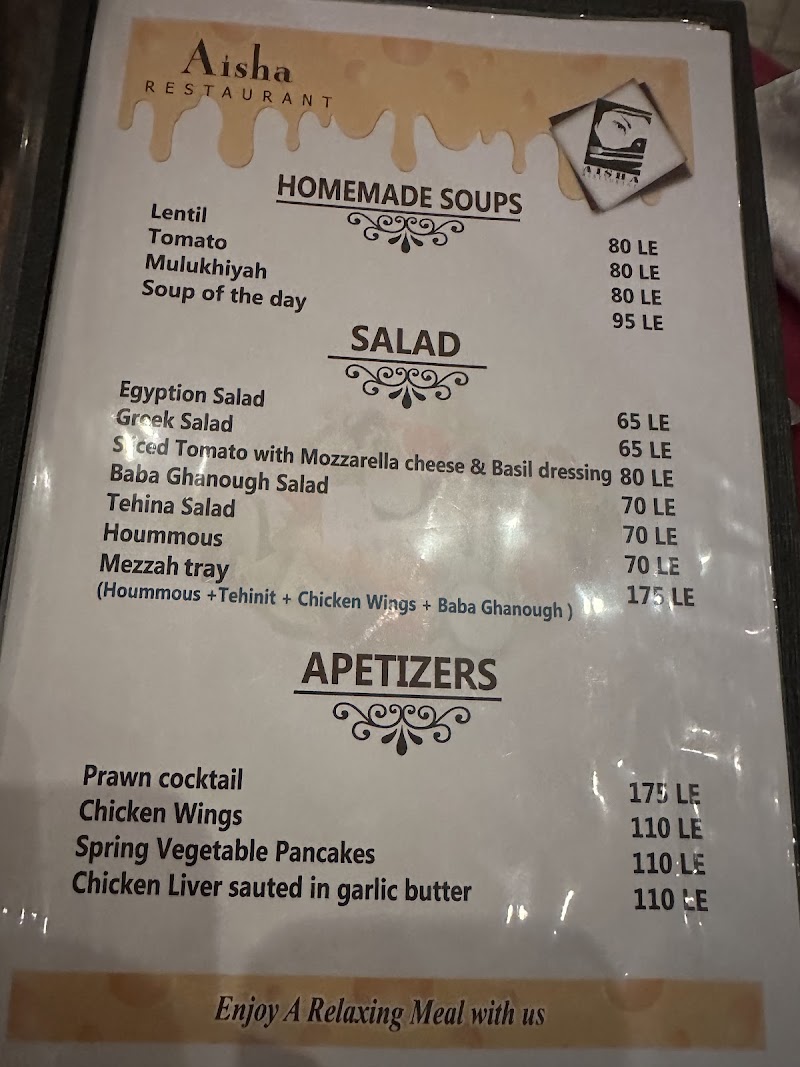 Aisha
RESTAURANT
AISHA
HOMEMADE SOUPS
Lentil 80 LE
Tomato 80 LE
Mulukhiyah 80 LE
Soup of the day 95 LE
SALAD
Egyption Salad 65 LE
Greek Salad 65 LE
Sliced Tomato with Mozzarella cheese & Basil dressing 80 LE
Baba Ghanough Salad 70 LE
Tehina Salad 70 LE
Hoummous 70 LE
Mezzah tray 175 LE
(Hoummous +Tehinit + Chicken Wings + Baba Ghanough )
APETIZERS
Prawn cocktail 175 LE
Chicken Wings 110 LE
Spring Vegetable Pancakes 110 LE
Chicken Liver sauted in garlic butter 110 LE
Enjoy A Relaxing Meal with us